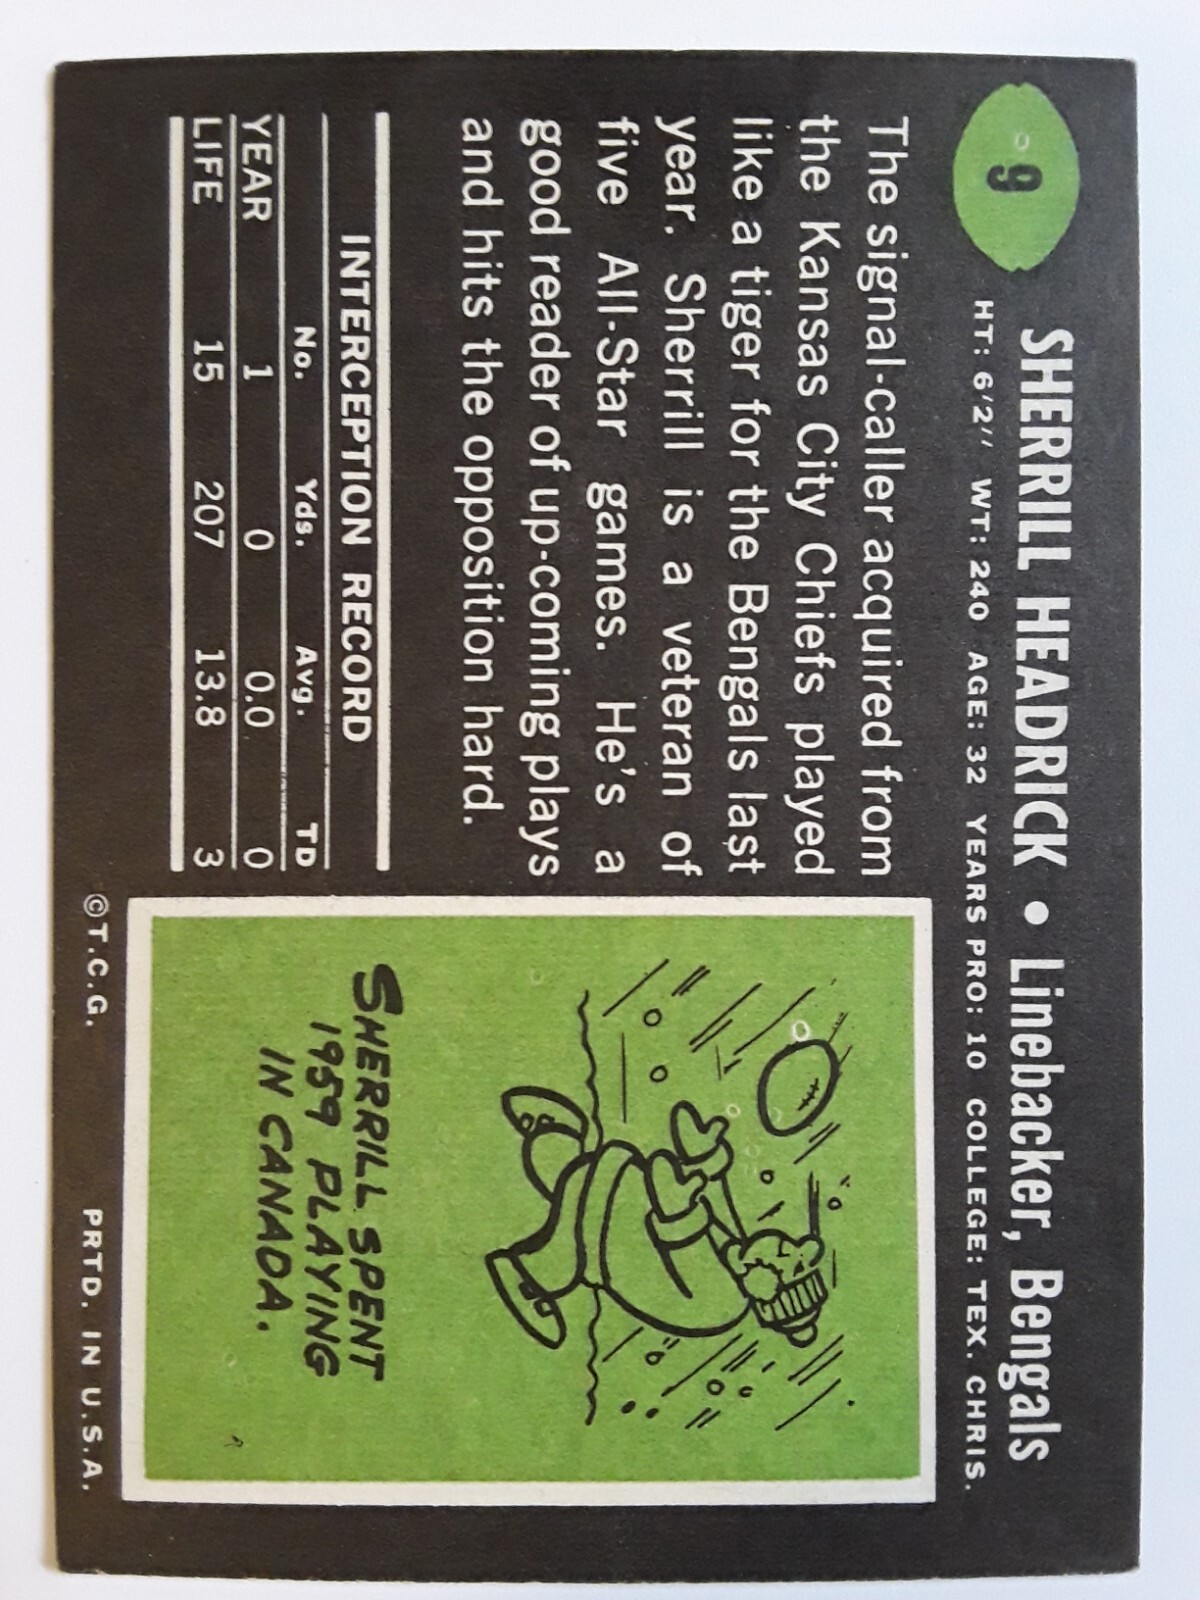 9
SHERRILL HEADRICK • Linebacker, Bengals
HT: 6'2" WT: 240 AGE: 32 YEARS PRO: 10 COLLEGE: TEX. CHRIS.
The signal-caller acquired from
the Kansas City Chiefs played
like a tiger for the Bengals last
year. Sherrill is a veteran of
five All-Star games. He's a
good reader of up-coming plays
and hits the opposition hard.
INTERCEPTION RECORD
No. Yds. Avg. TD
YEAR 1 0 0.0 0
LIFE 15 207 13.8 3
SHERRILL SPENT
1959 PLAYING
IN CANADA.
©T.C.G. PRTD. IN U.S.A.